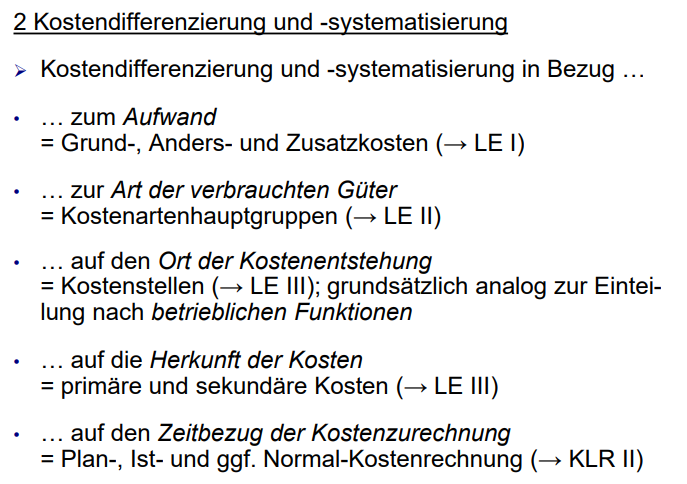 2 Kostendifferenzierung und -systematisierung
➢ Kostendifferenzierung und -systematisierung in Bezug …
• … zum Aufwand
= Grund-, Anders- und Zusatzkosten (→ LE I)
• … zur Art der verbrauchten Güter
= Kostenartenhauptgruppen (→ LE II)
• … auf den Ort der Kostenentstehung
= Kostenstellen (→ LE III); grundsätzlich analog zur Eintei-
lung nach betrieblichen Funktionen
• … auf die Herkunft der Kosten
= primäre und sekundäre Kosten (→ LE III)
• … auf den Zeitbezug der Kostenzurechnung
= Plan-, Ist- und ggf. Normal-Kostenrechnung (→ KLR II)